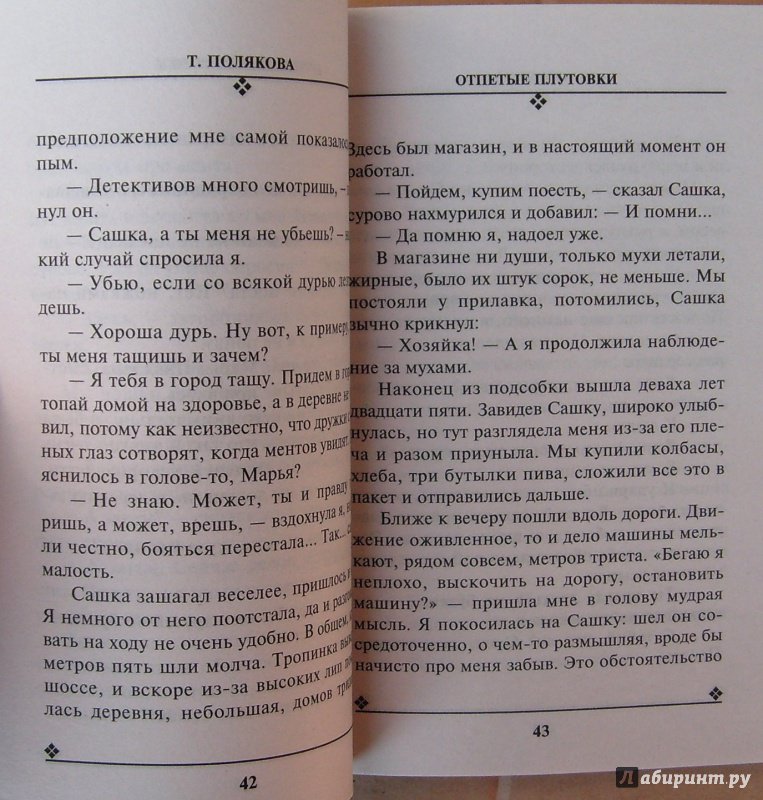 Т. ПОЛЯКОВА
предположение мне самой показалос
пым.
— Детективов много смотришь, –
нул он.
— Сашка, а ты меня не убьешь? –
кий случай спросила я.
— Убью, если со всякой дурью ле
дешь.
— Хороша дурь. Ну вот, к примеру
ты меня тащишь и зачем?
— Я тебя в город тащу. Придем в гор
топай домой на здоровье, а в деревне не
вил, потому как неизвестно, что дружки
ных глаз сотворят, когда ментов увидят.
яснилось в голове-то, Марья?
— Не знаю. Может, ты и правду
ришь, а может, врешь, — вздохнула я.
ли честно, бояться перестала... Так...
малость.
Сашка зашагал веселее, пришлось
Я немного от него поотстала, да и разго
вать на ходу не очень удобно. В общем,
метров пять шли молча. Тропинка вы
шоссе, и вскоре из-за высоких лип по
лась деревня, небольшая, домов три
42
ОТПЕТЫЕ ПЛУТОВКИ
Здесь был магазин, и в настоящий момент он
работал.
— Пойдем, купим поесть, — сказал Сашка,
сурово нахмурился и добавил: — И помни...
— Да помню я, надоел уже.
В магазине ни души, только мухи летали,
жирные, было их штук сорок, не меньше. Мы
постояли у прилавка, потомились, Сашка
зычно крикнул:
— Хозяйка! — А я продолжила наблюде-
ние за мухами.
Наконец из подсобки вышла деваха лет
двадцати пяти. Завидев Сашку, широко улыб-
нулась, но тут разглядела меня из-за его пле-
ча и разом приуныла. Мы купили колбасы,
хлеба, три бутылки пива, сложили все это в
пакет и отправились дальше.
Ближе к вечеру пошли вдоль дороги. Дви-
жение оживленное, то и дело машины мель-
кают, рядом совсем, метров триста. «Бегаю я
неплохо, выскочить на дорогу, остановить
машину?» — пришла мне в голову мудрая
мысль. Я покосилась на Сашку: шел он со-
средоточенно, о чем-то размышляя, вроде бы
начисто про меня забыв. Это обстоятельство
43
Лабиринт.ру